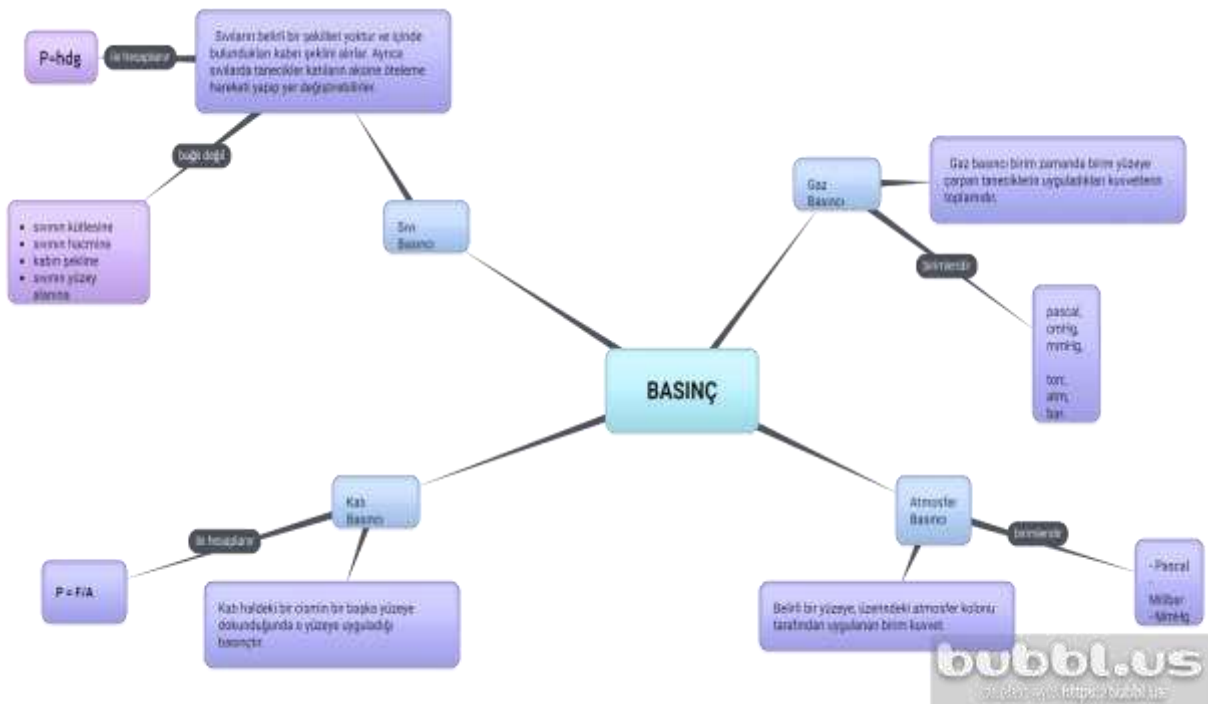 P=hdg
ile hesaplanır
Sıvıların belirli bir şekilleri yoktur ve içinde
bulundukları kabın şeklini alırlar. Ayrıca
sıvılarda tanecikler katıların aksine öteleme
hareketi yapıp yer değiştirebilirler.
bağlı değil
• sıvının kütlesine
• sıvının hacmine
• kabın şekline
• sıvının yüzey
alanına
Sıvı
Basıncı
Gaz
Basıncı
Gaz basıncı birim zamanda birim yüzeye
çarpan taneciklerin uyguladıkları kuvvetlerin
toplamıdır.
birimleridir
pascal,
cmHg,
mmHg,
torr,
atm,
bar.
BASINÇ
Katı
Basıncı
ile hesaplanır
P = F/A
Katı haldeki bir cismin bir başka yüzeye
dokunduğunda o yüzeye uyguladığı
basınçtır.
Atmosfer
Basıncı
birimleridir
- Pascal
-
Milibar
- MmHg
Belirli bir yüzeye, üzerindeki atmosfer kolonu
tarafından uygulanan birim kuvvet.
bubbl.us
https://bubbl.us